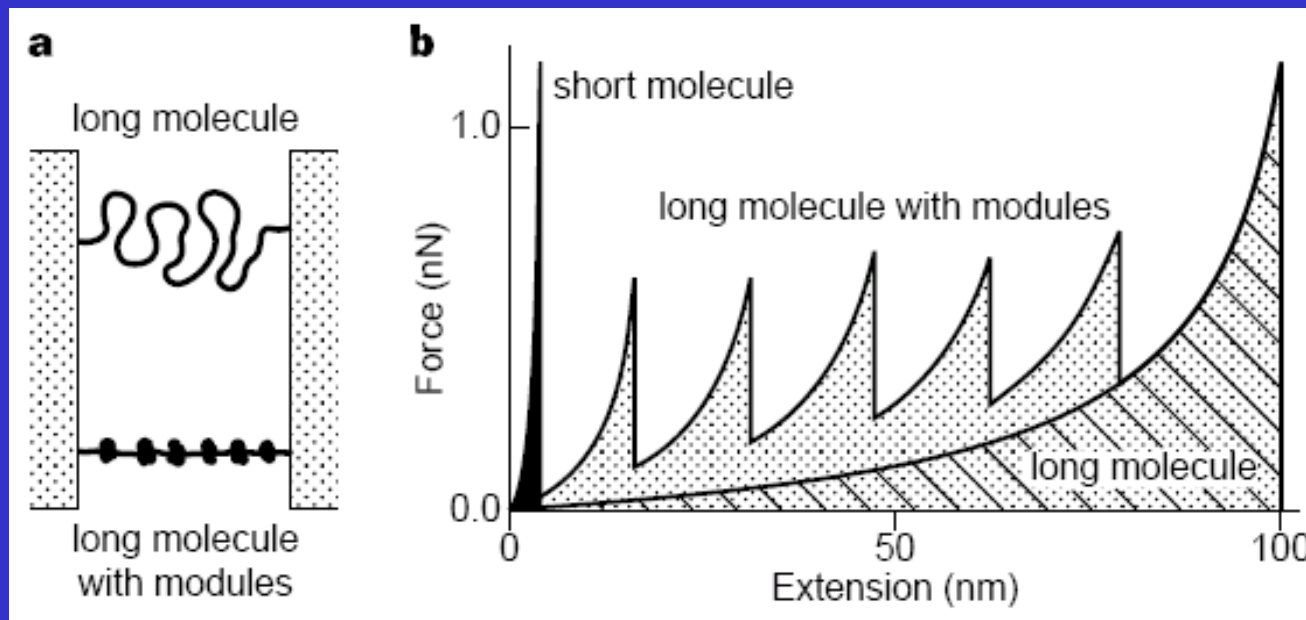 a
long molecule
long molecule
with modules
b
short molecule
1.0
long molecule with modules
Force (nN)
long molecule
0.0
0
50
100
Extension (nm)